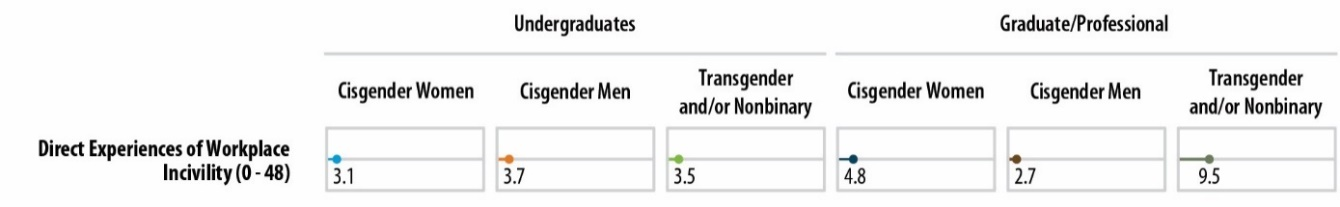 Undergraduates Graduate/Professional
Cisgender Women Cisgender Men Transgender and/or Nonbinary Cisgender Women Cisgender Men Transgender and/or Nonbinary
Direct Experiences of Workplace
Incivility (0 - 48)
3.1 3.7 3.5 4.8 2.7 9.5